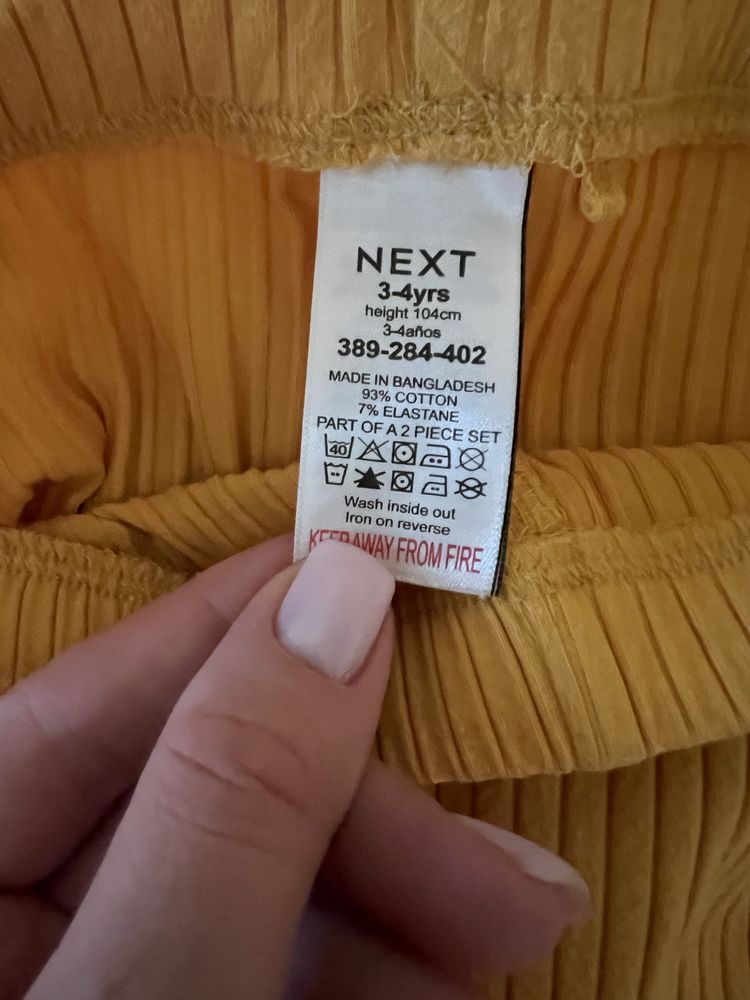 NEXT
3-4yrs
height 104cm
3-4años
389-284-402
MADE IN BANGLADESH
93% COTTON
7% ELASTANE
PART OF A 2 PIECE SET
40
Wash inside out
Iron on reverse
KEEP AWAY FROM FIRE